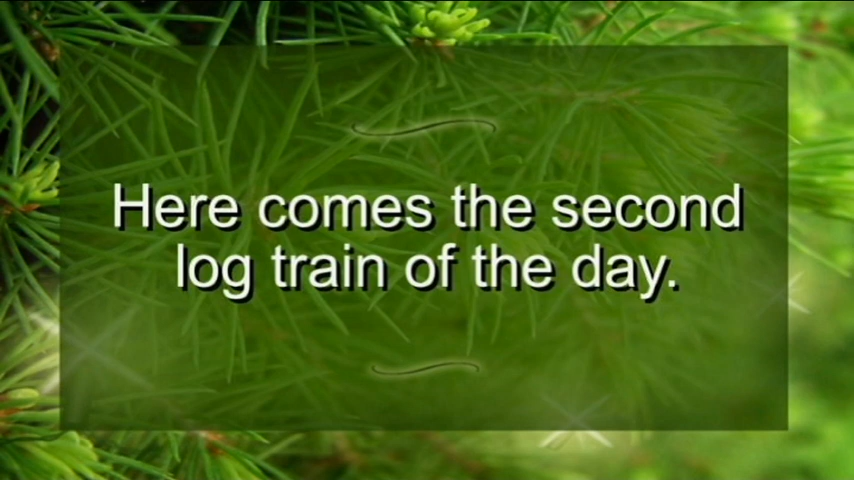 Here comes the second
log train of the day.